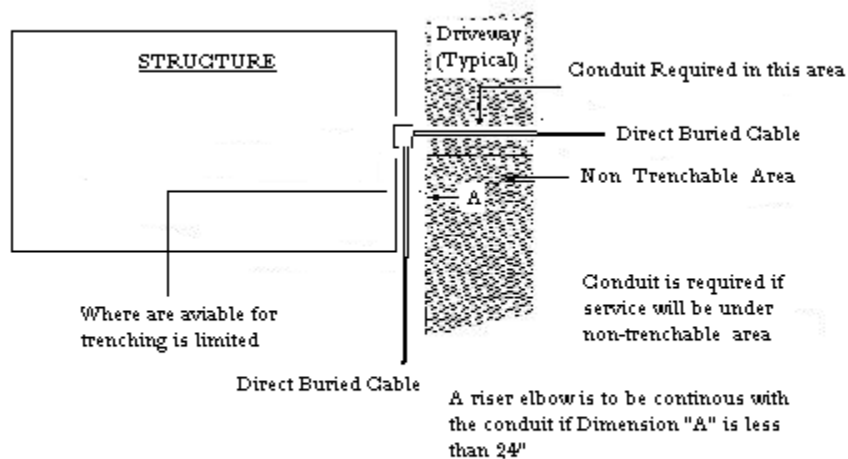 STRUCTURE
Driveway
(Typical)
Conduit Required in this area
Direct Buried Cable
Non Trenchable Area
A
Conduit is required if
service will be under
non-trenchable area
Where are aviable for
trenching is limited
Direct Buried Cable
A riser elbow is to be continous with
the conduit if Dimension "A" is less
than 24"